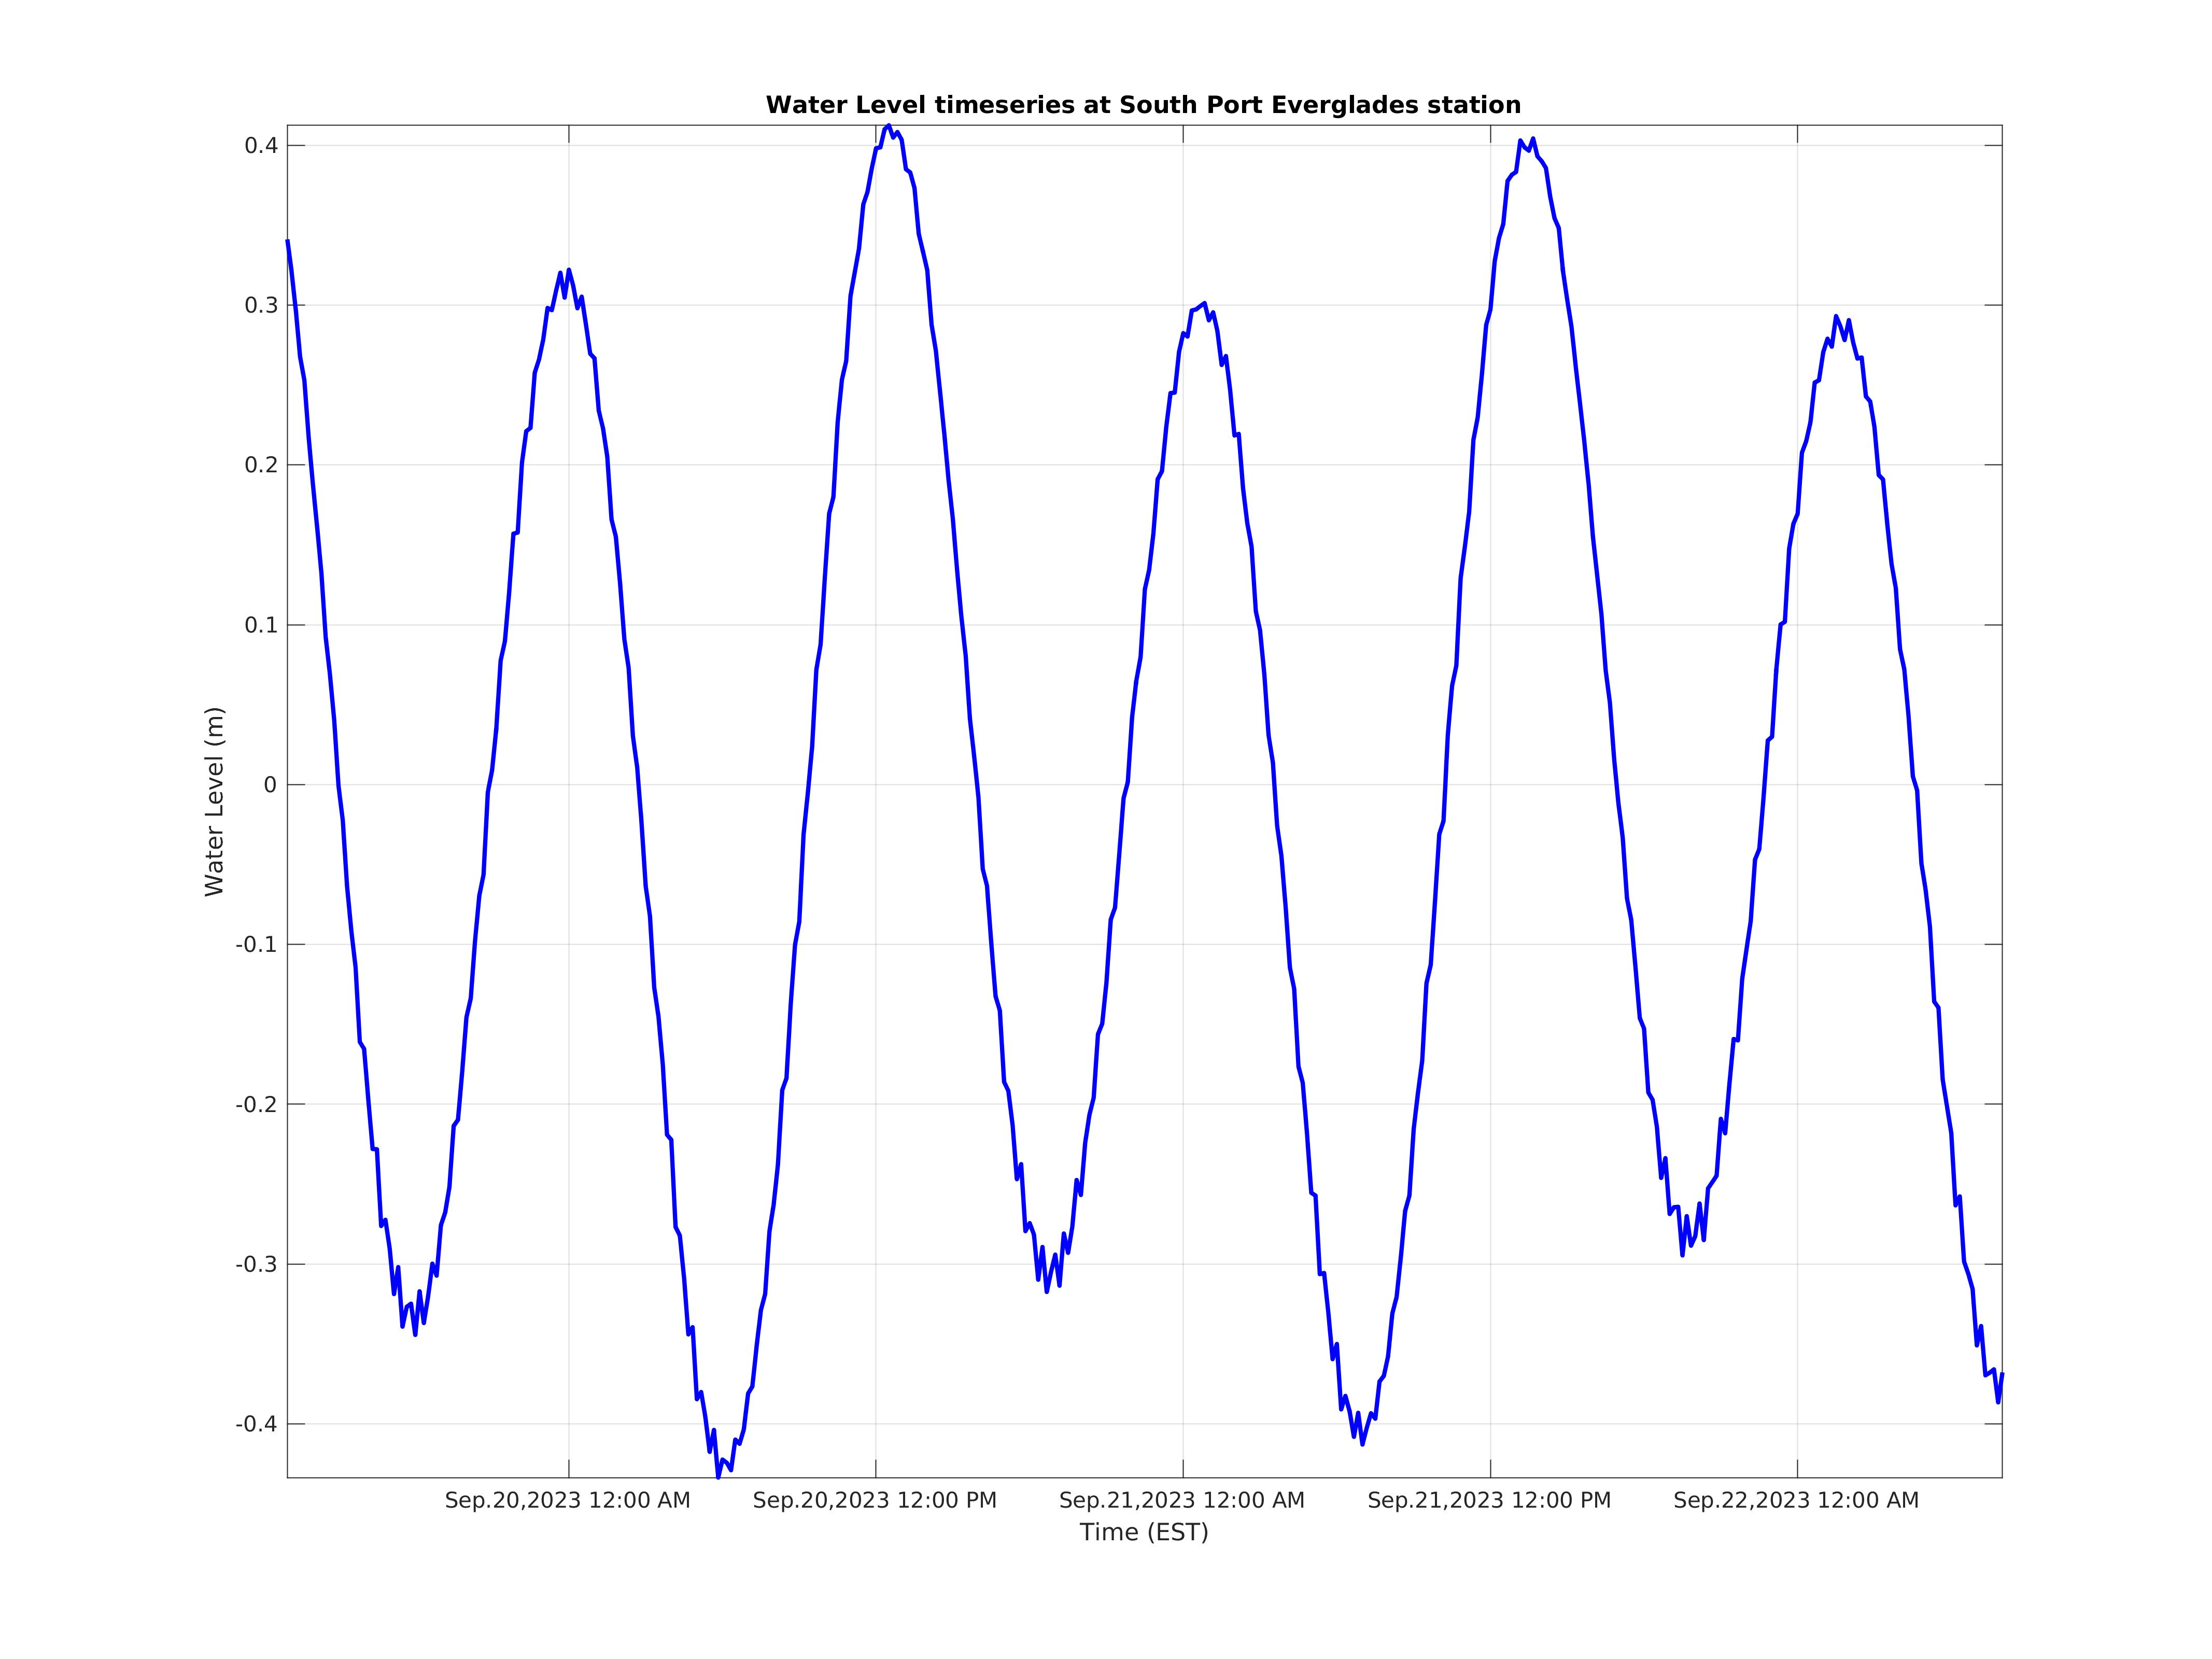 Water Level timeseries at South Port Everglades station
0.4
0.3
0.2
0.1
0
-0.1
-0.2
-0.3
-0.4
Water Level (m)
Sep.20,2023 12:00 AM Sep.20,2023 12:00 PM Sep.21,2023 12:00 AM Sep.21,2023 12:00 PM Sep.22,2023 12:00 AM
Time (EST)